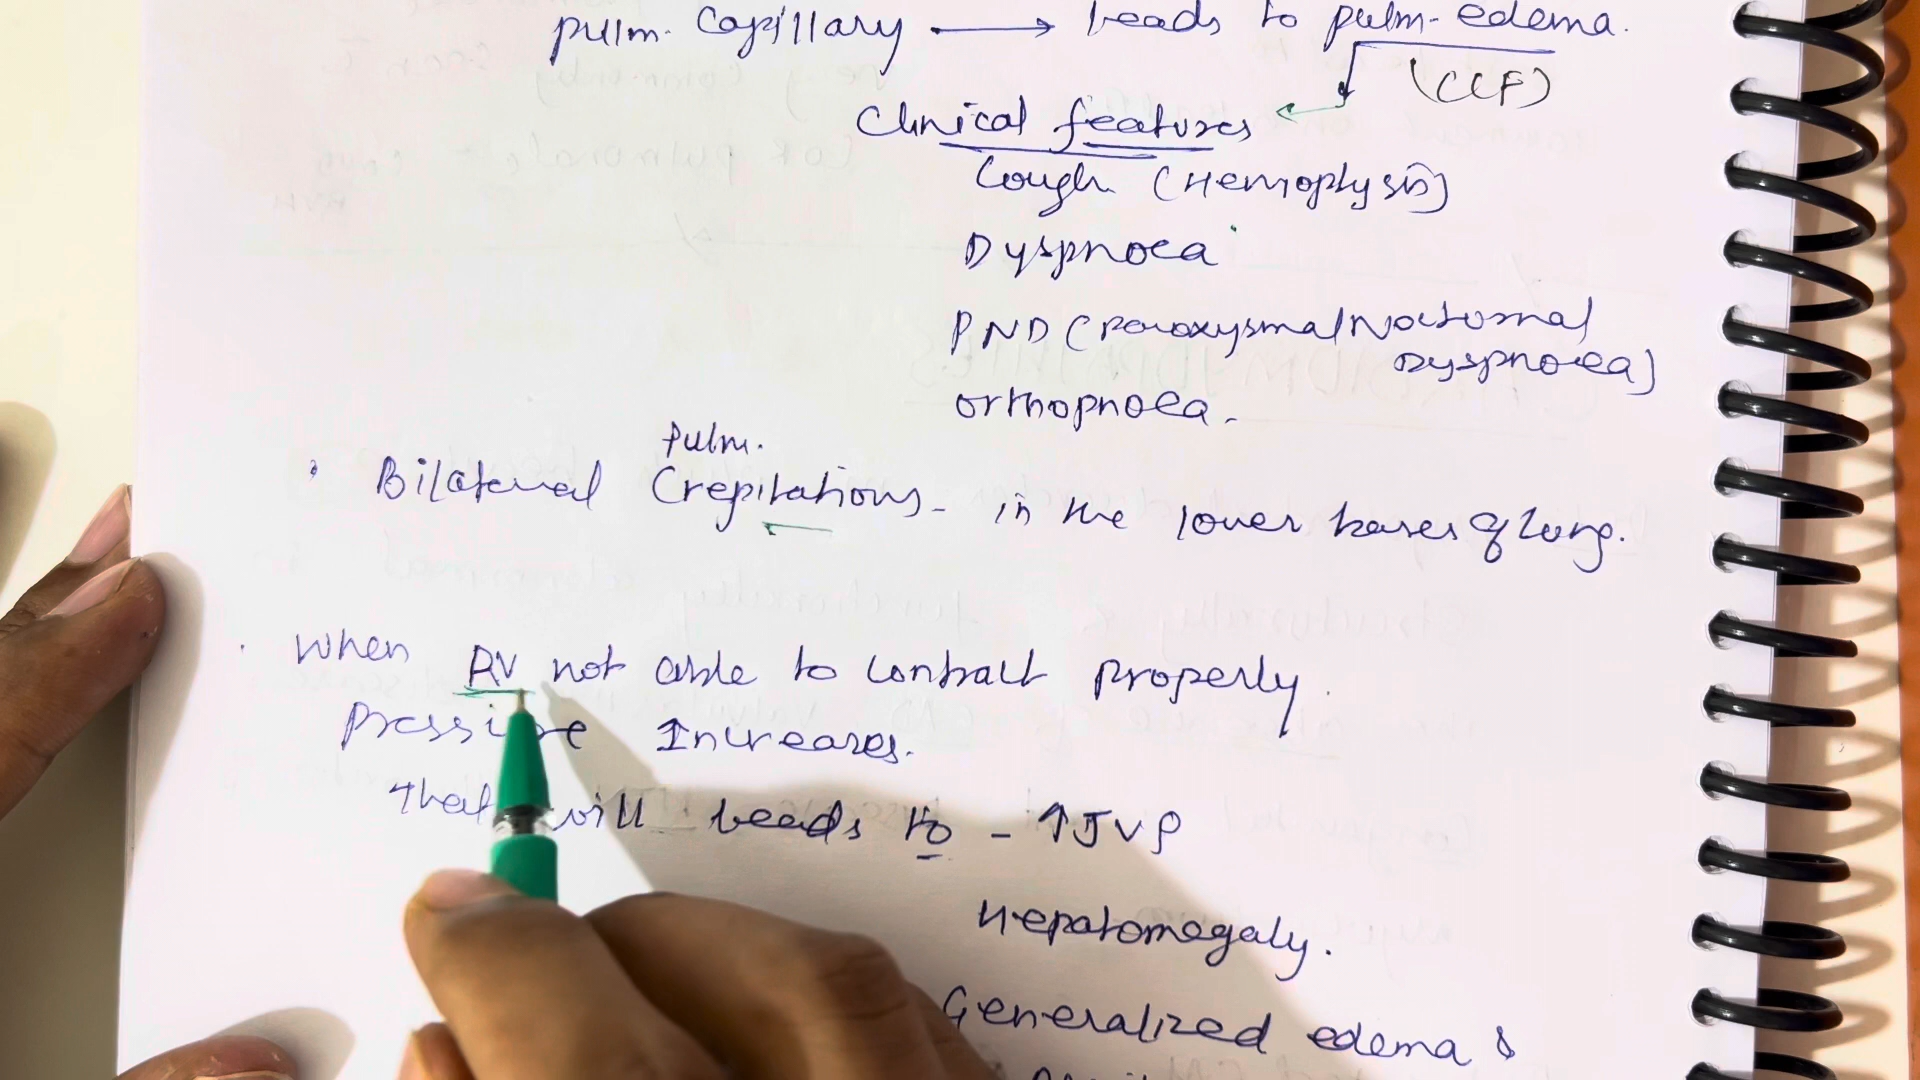 pulm. Capillary → leads to pulm. edema.
(CCF)
Clinical features
Cough (Hemoptysis)
Dyspnoea
PND (Paroxysmal Nocturnal
Dyspnoea)
orthopnoea.
pulm.
Bilateral Crepitations - in the lower bases of lung.
When RV not able to contract properly.
pressure Increases.
That will leads to - ↑JVP
Hepatomegaly.
Generalized edema &